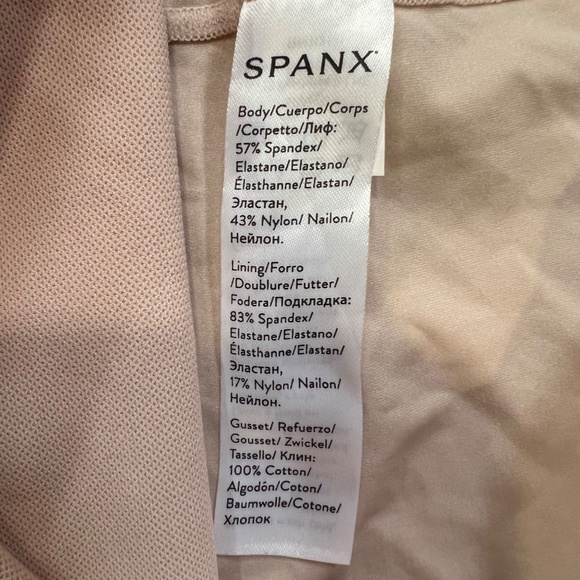 SPANX®
Body/Cuerpo/Corps
/Corpetto/Лиф:
57% Spandex/
Elastane/Elastano/
Élasthanne/Elastan/
Эластан,
43% Nylon/ Nailon/
Нейлон.
Lining/Forro
/Doublure/Futter/
Fodera/Подкладка:
83% Spandex/
Elastane/Elastano/
Élasthanne/Elastan/
Эластан,
17% Nylon/ Nailon/
Нейлон.
Gusset/ Refuerzo/
Gousset/ Zwickel/
Tassello/ Клин:
100% Cotton/
Algodón/Coton/
Baumwolle/Cotone/
Хлопок